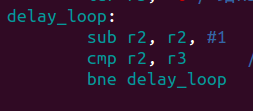 delay_loop:
sub r2, r2, #1
cmp r2, r3 /
bne delay_loop